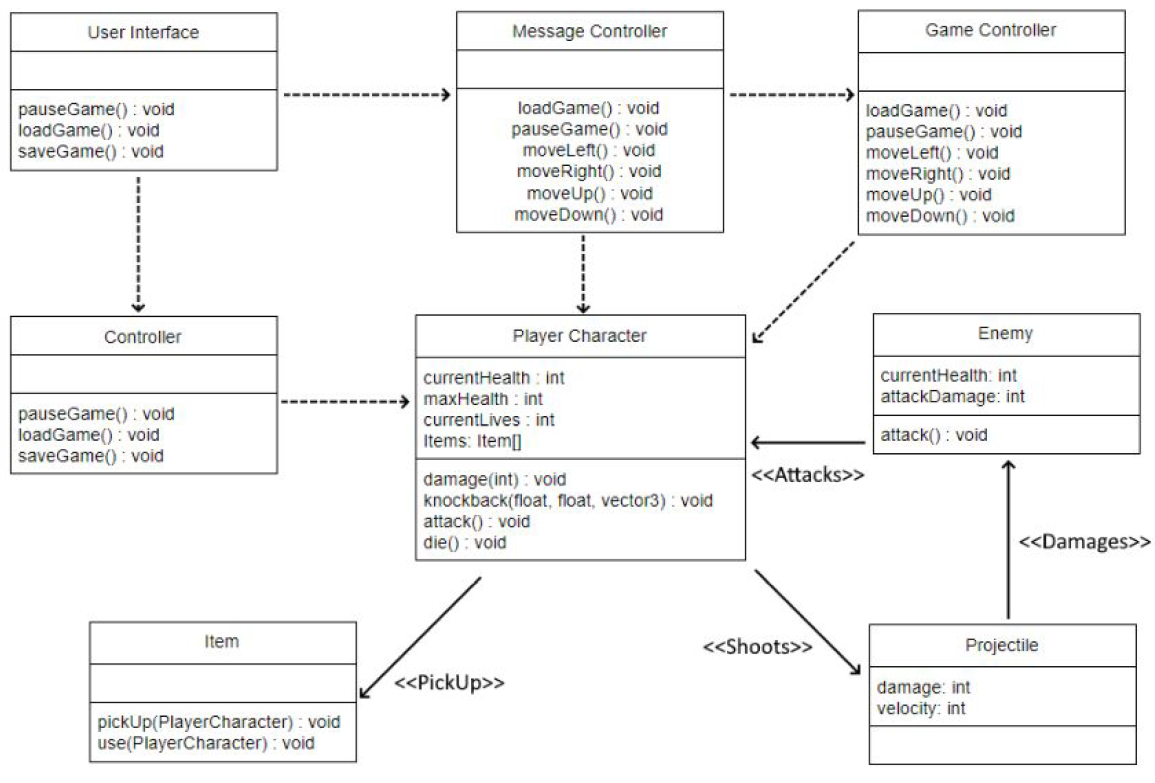 User Interface
pauseGame() : void
loadGame() : void
saveGame() : void
Message Controller
loadGame() : void
pauseGame() : void
moveLeft() : void
moveRight() : void
moveUp() : void
moveDown() : void
Game Controller
loadGame() : void
pauseGame() : void
moveLeft() : void
moveRight() : void
moveUp() : void
moveDown() : void
Controller
pauseGame() : void
loadGame() : void
saveGame() : void
Player Character
currentHealth : int
maxHealth : int
currentLives : int
Items: Item[]
damage(int) : void
knockback(float, float, vector3) : void
attack() : void
die() : void
Enemy
currentHealth: int
attackDamage: int
attack() : void
<<Attacks>>
<<Damages>>
Item
pickUp(PlayerCharacter) : void
use(PlayerCharacter) : void
<<PickUp>>
<<Shoots>>
Projectile
damage: int
velocity: int